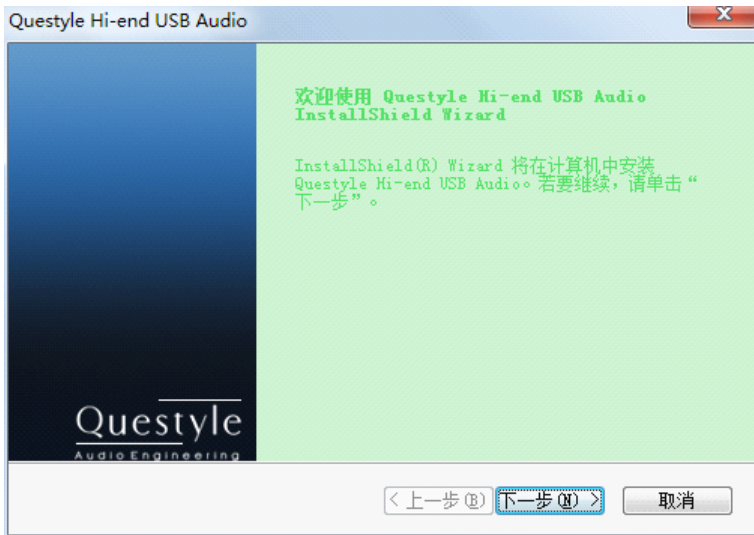 Questyle Hi-end USB Audio
欢迎使用 Questyle Hi-end USB Audio
InstallShield Wizard
InstallShield(R) Wizard 将在计算机中安装
Questyle Hi-end USB Audio。若要继续，请单击“
下一步”。
Questyle
Audio Engineering
< 上一步(B) 下一步(N) > 取消